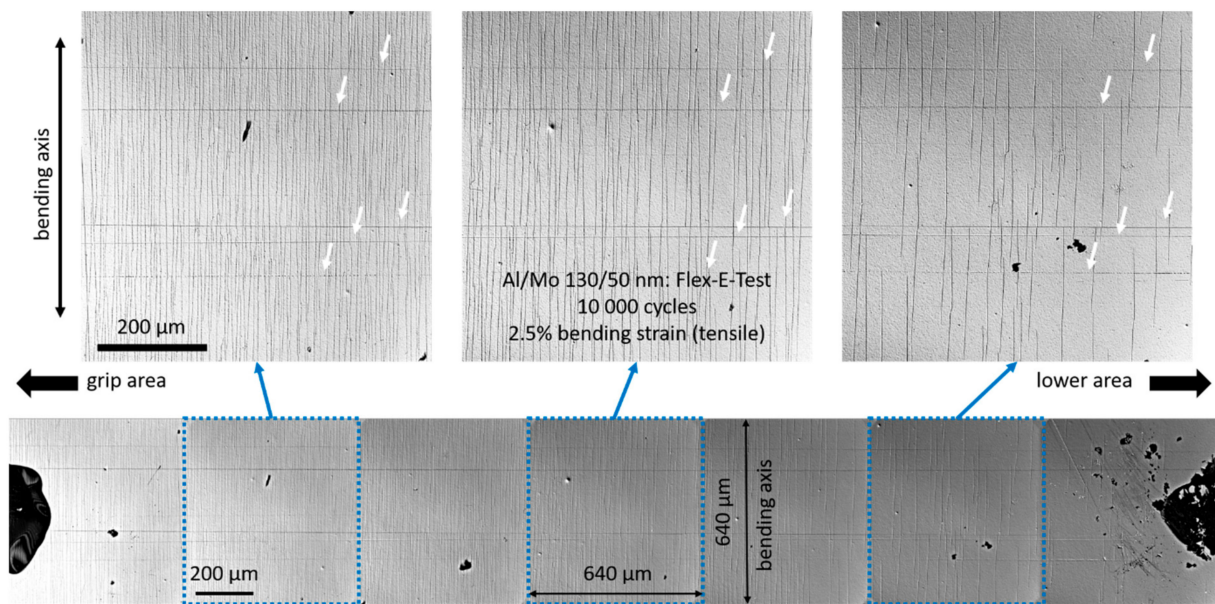 bending axis
200 µm
Al/Mo 130/50 nm: Flex-E-Test
10 000 cycles
2.5% bending strain (tensile)
grip area
lower area
200 µm
640 µm
640 µm
bending axis